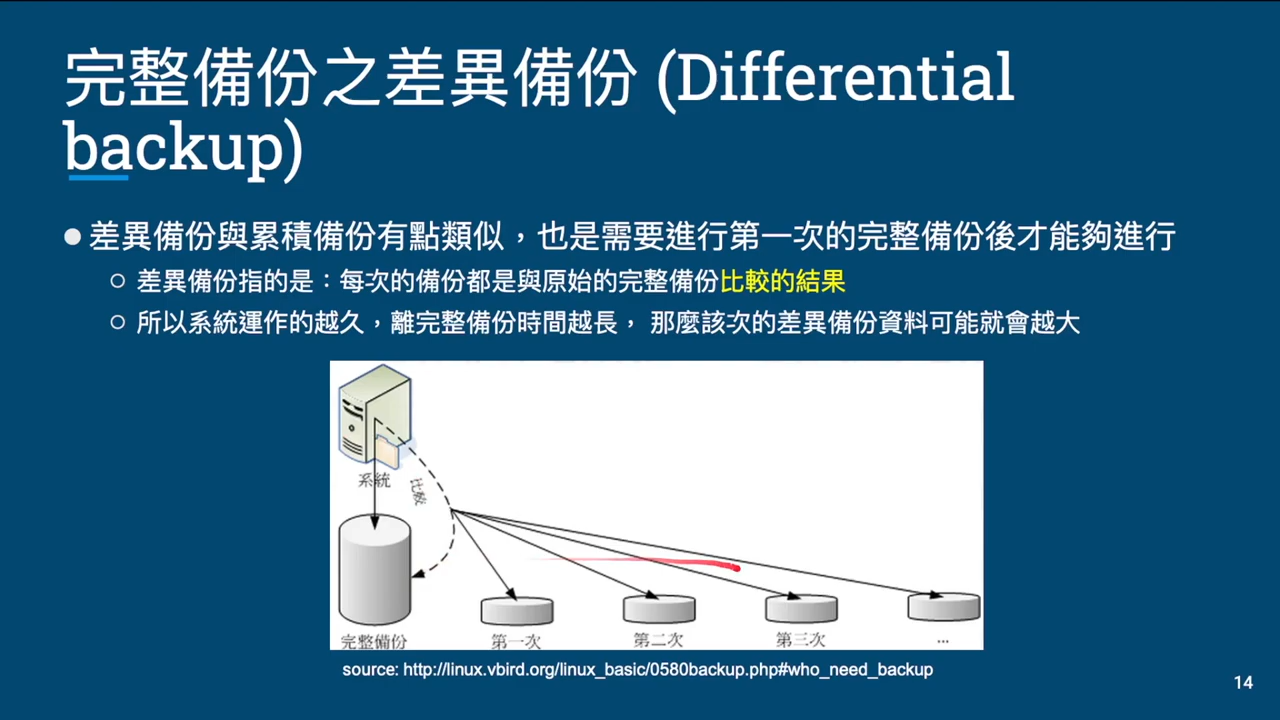 完整備份之差異備份 (Differential
backup)
差異備份與累積備份有點類似，也是需要進行第一次的完整備份後才能夠進行
差異備份指的是：每次的備份都是與原始的完整備份比較的結果
所以系統運作的越久，離完整備份時間越長， 那麼該次的差異備份資料可能就會越大
系統
比較
完整備份
第一次
第二次
第三次
...
source: http://linux.vbird.org/linux_basic/0580backup.php#who_need_backup
14